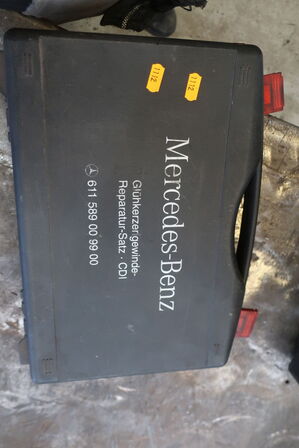 1112
1112
Mercedes-Benz
Glühkerzengewinde-
Reparatur-Satz · CDI
611 589 00 99 00